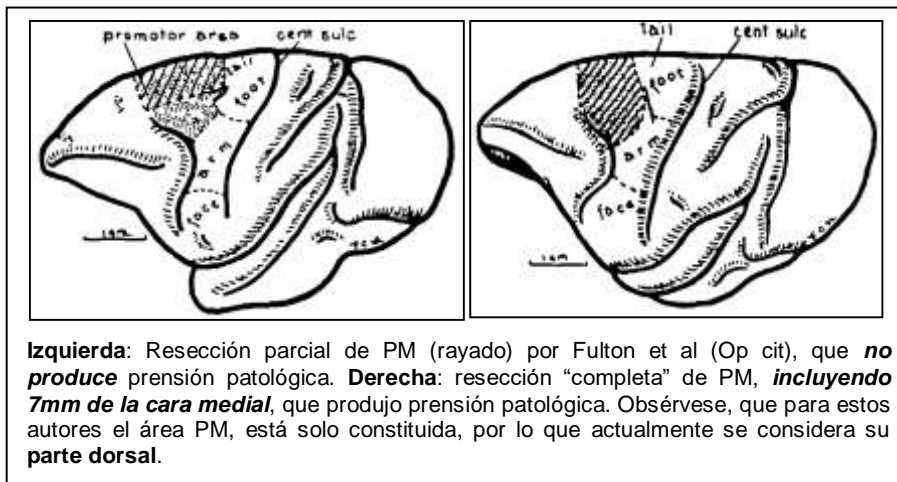 premotor area
cent sulc
tail
foot
arm
face
1cm
tail
cent sulc
foot
arm
face
1cm
Izquierda: Resección parcial de PM (rayado) por Fulton et al (Op cit), que no
produce prensión patológica. Derecha: resección “completa” de PM, incluyendo
7mm de la cara medial, que produjo prensión patológica. Obsérvese, que para estos
autores el área PM, está solo constituida, por lo que actualmente se considera su
parte dorsal.